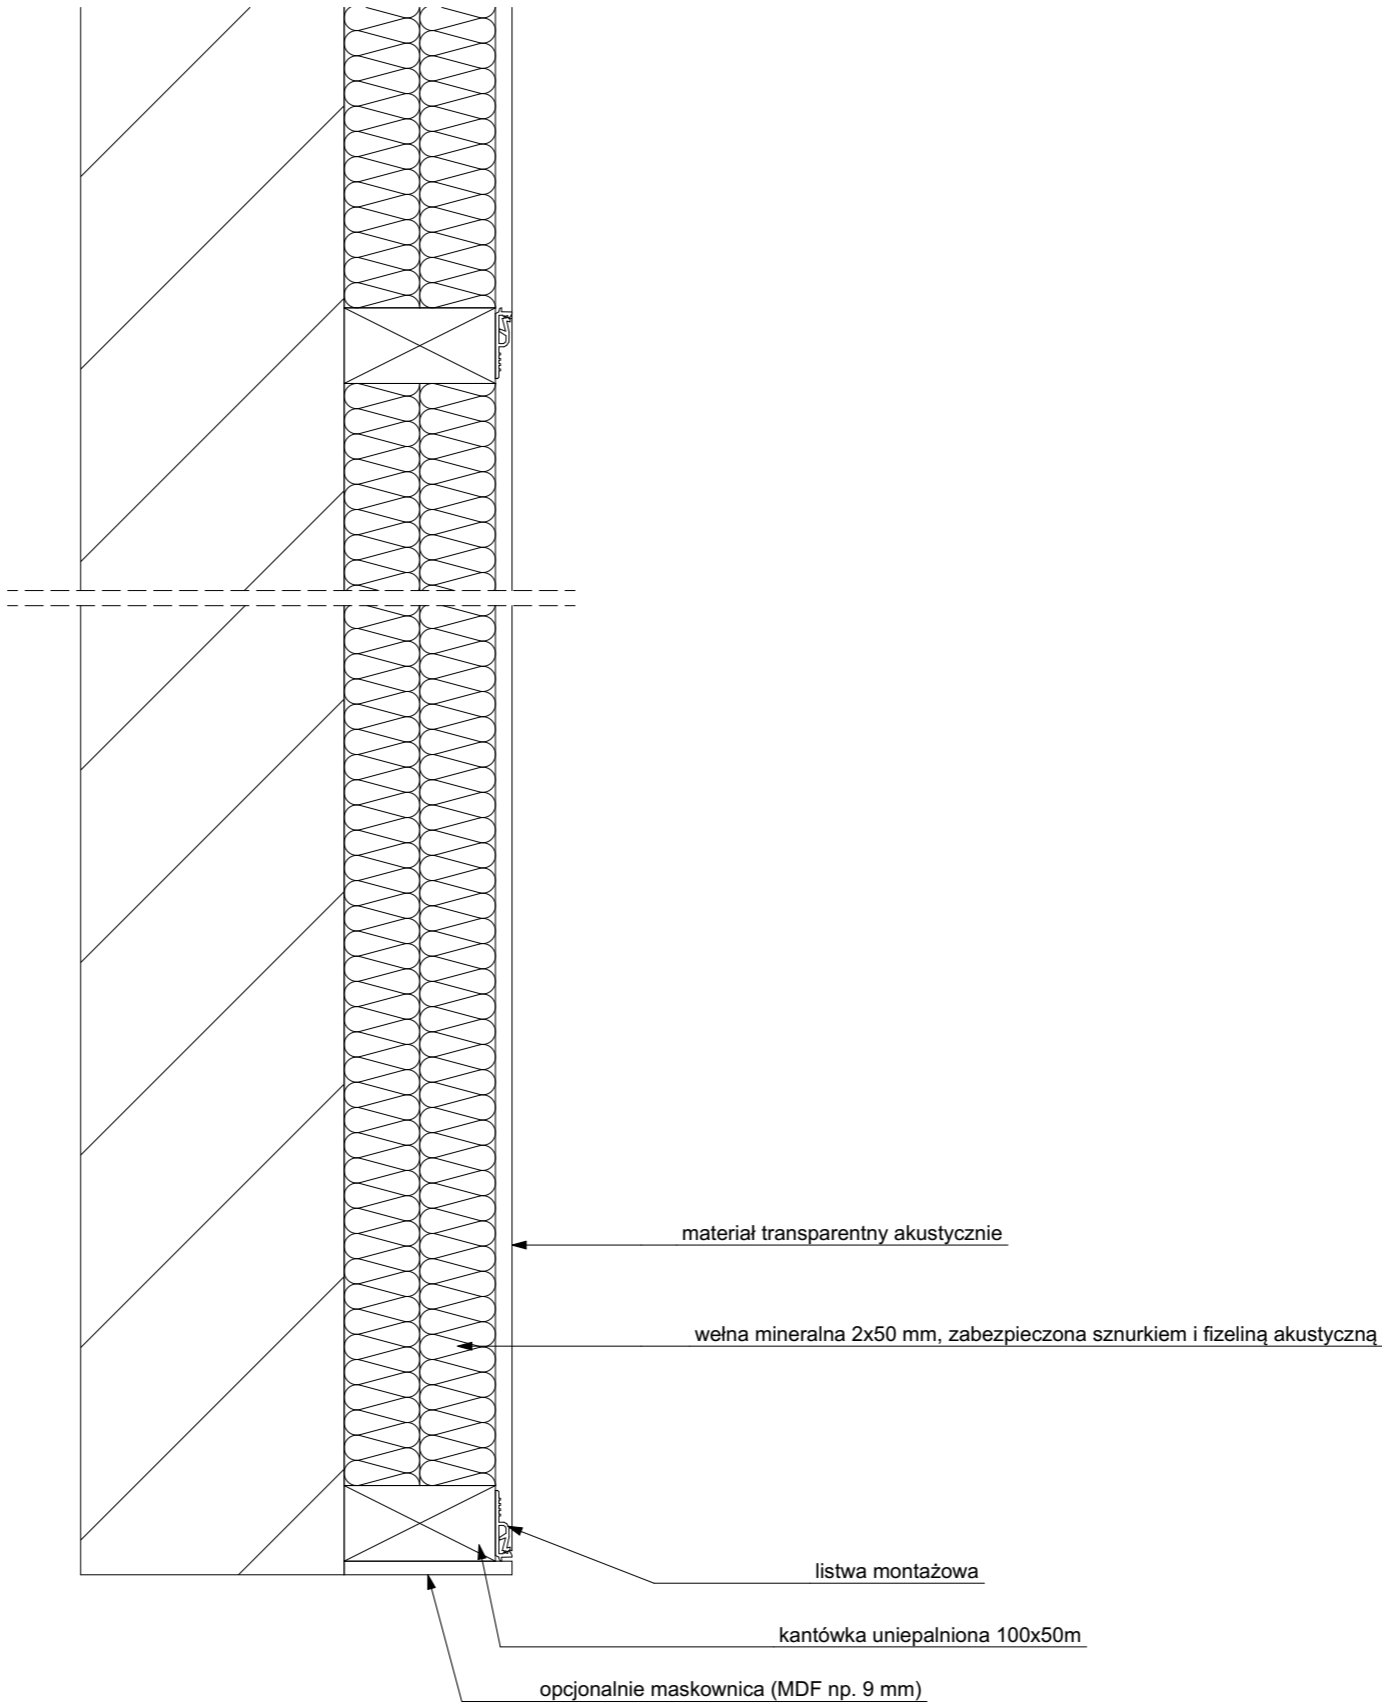 materiał transparentny akustycznie
wełna mineralna 2x50 mm, zabezpieczona sznurkiem i fizeliną akustyczną
listwa montażowa
kantówka uniepalniona 100x50m
opcjonalnie maskownica (MDF np. 9 mm)